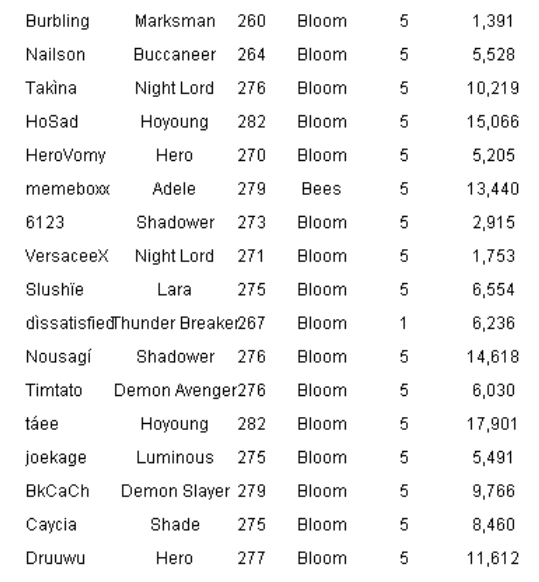 Burbling Marksman 260 Bloom 5 1,391
Nailson Buccaneer 264 Bloom 5 5,528
Takìna Night Lord 276 Bloom 5 10,219
HoSad Hoyoung 282 Bloom 5 15,066
HeroVomy Hero 270 Bloom 5 5,205
memeboxx Adele 279 Bees 5 13,440
6123 Shadower 273 Bloom 5 2,915
VersaceeX Night Lord 271 Bloom 5 1,753
Slushïe Lara 275 Bloom 5 6,554
dìssatisfied Thunder Breaker 267 Bloom 1 6,236
Nousagí Shadower 276 Bloom 5 14,618
Timtato Demon Avenger 276 Bloom 5 6,030
táee Hoyoung 282 Bloom 5 17,901
joekage Luminous 275 Bloom 5 5,491
BkCaCh Demon Slayer 279 Bloom 5 9,766
Caycia Shade 275 Bloom 5 8,460
Druuwu Hero 277 Bloom 5 11,612